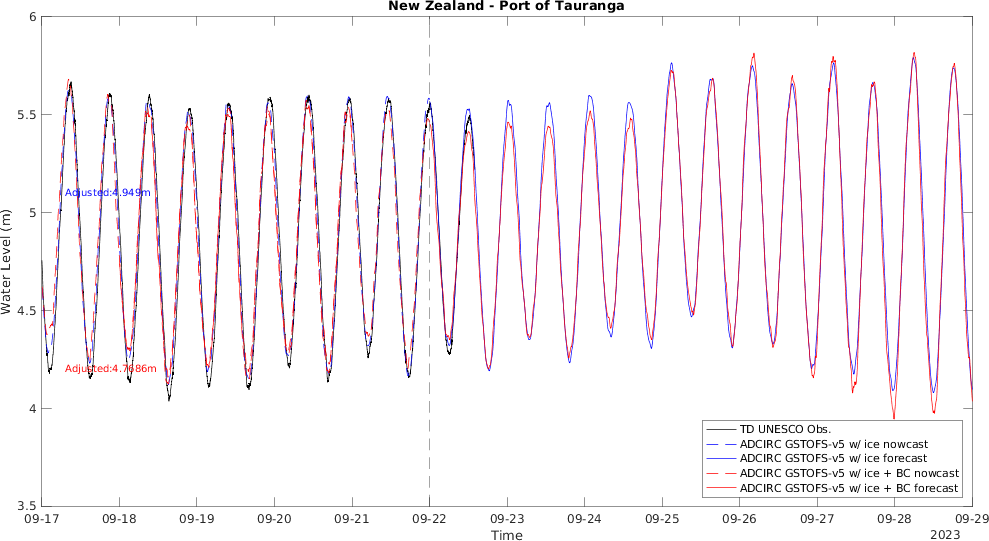 New Zealand - Port of Tauranga
6
5.5
5
4.5
4
3.5
Water Level (m)
Adjusted:4.949m
Adjusted:4.7686m
TD UNESCO Obs.
ADCIRC GSTOFS-v5 w/ ice nowcast
ADCIRC GSTOFS-v5 w/ ice forecast
ADCIRC GSTOFS-v5 w/ ice + BC nowcast
ADCIRC GSTOFS-v5 w/ ice + BC forecast
09-17 09-18 09-19 09-20 09-21 09-22 09-23 09-24 09-25 09-26 09-27 09-28 09-29
Time
2023